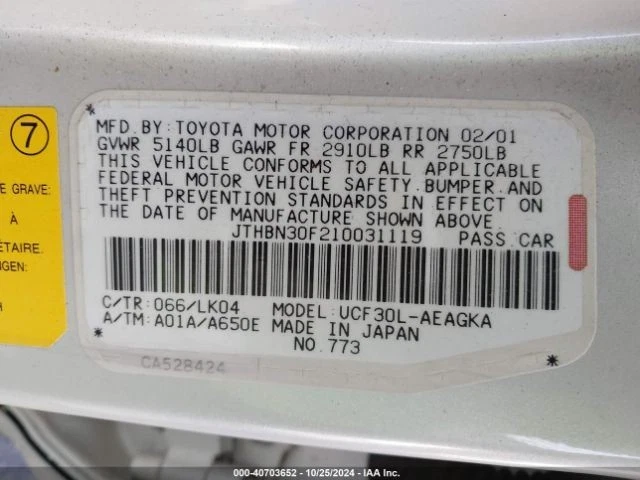 7
E GRAVE:
À
ÉTAIRE.
NGEN:
H
MFD.BY:TOYOTA MOTOR CORPORATION 02/01
GVWR 5140LB GAWR FR 2910LB RR 2750LB
THIS VEHICLE CONFORMS TO ALL APPLICABLE
FEDERAL MOTOR VEHICLE SAFETY.BUMPER.AND
THEFT PREVENTION STANDARDS IN EFFECT ON
THE DATE OF MANUFACTURE SHOWN ABOVE.
JTHBN30F210031119 PASS.CAR
C/TR:066/LK04 MODEL:UCF30L-AEAGKA
A/TM:A01A/A650E MADE IN JAPAN
NO.773
CA528424
000-40703652 - 10/25/2024 - IAA Inc.